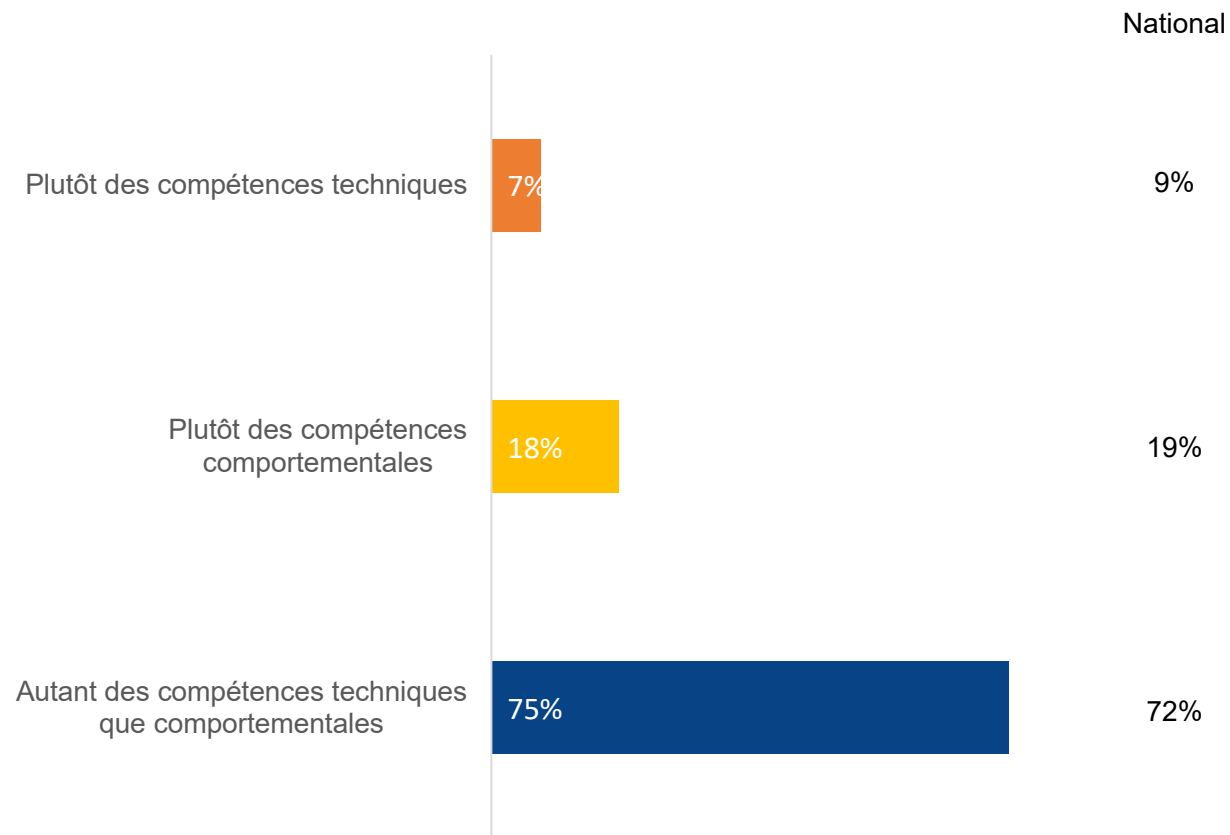 National
Plutôt des compétences techniques
7%
9%
Plutôt des compétences
comportementales
18%
19%
Autant des compétences techniques
que comportementales
75%
72%